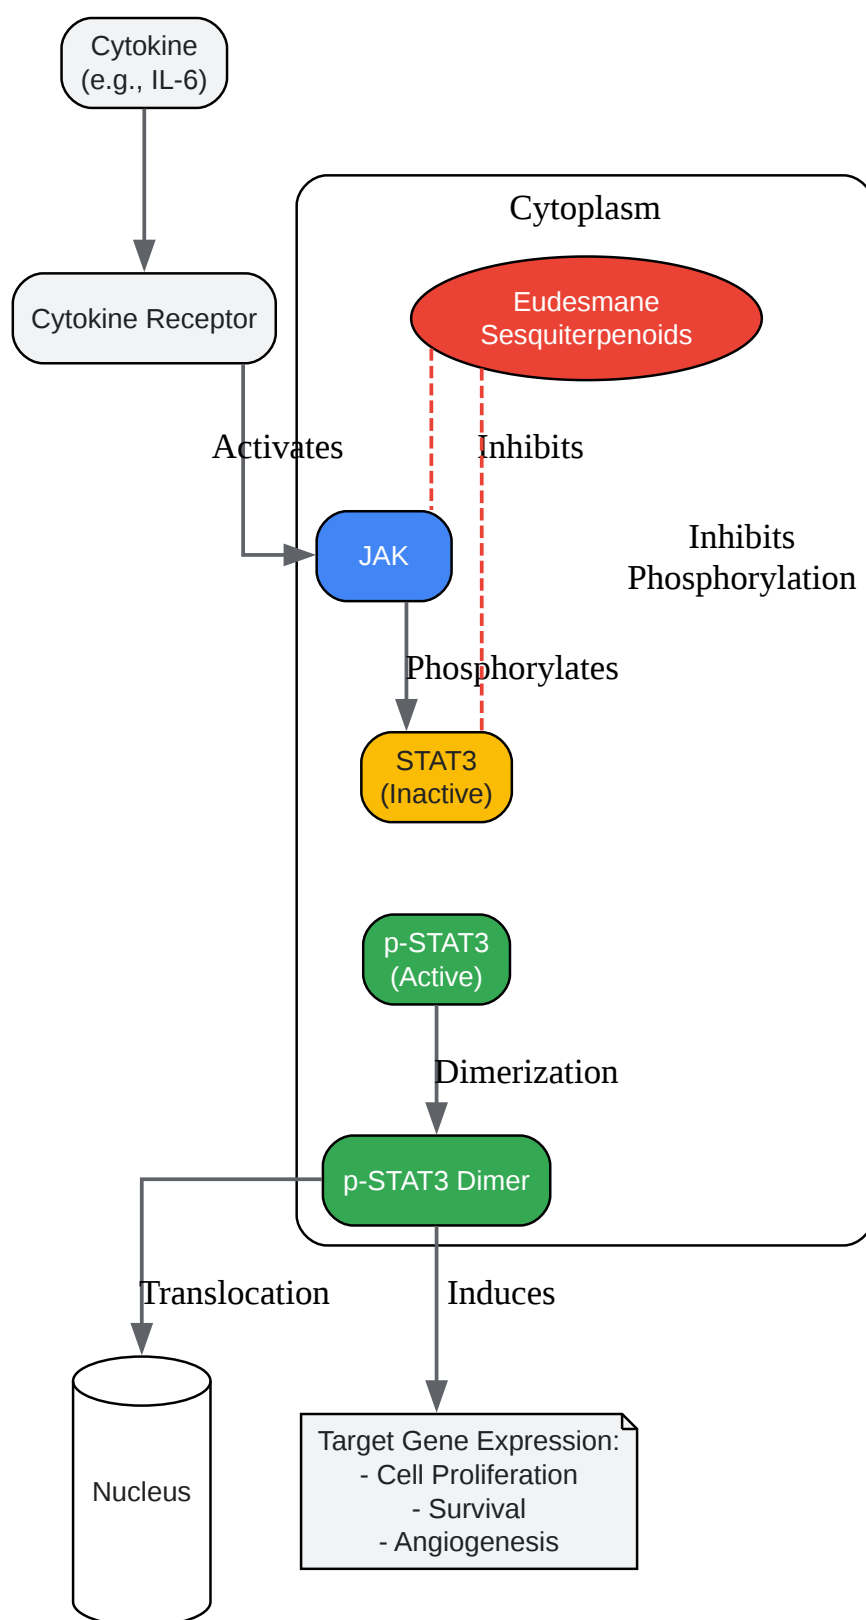 Cytokine
(e.g., IL-6)
Cytoplasm
Eudesmane
Sesquiterpenoids
Cytokine Receptor
Activates
Inhibits
Inhibits
Phosphorylation
JAK
Phosphorylates
STAT3
(Inactive)
p-STAT3
(Active)
Dimerization
p-STAT3 Dimer
Translocation
Induces
Target Gene Expression:
- Cell Proliferation
- Survival
- Angiogenesis
Nucleus